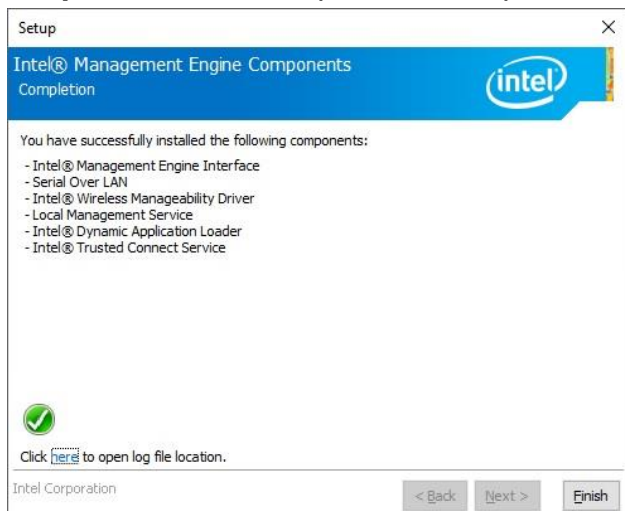 Setup
Intel® Management Engine Components
Completion
intel
You have successfully installed the following components:
- Intel® Management Engine Interface
- Serial Over LAN
- Intel® Wireless Manageability Driver
- Local Management Service
- Intel® Dynamic Application Loader
- Intel® Trusted Connect Service
Click here to open log file location.
Intel Corporation
< Back Next > Finish